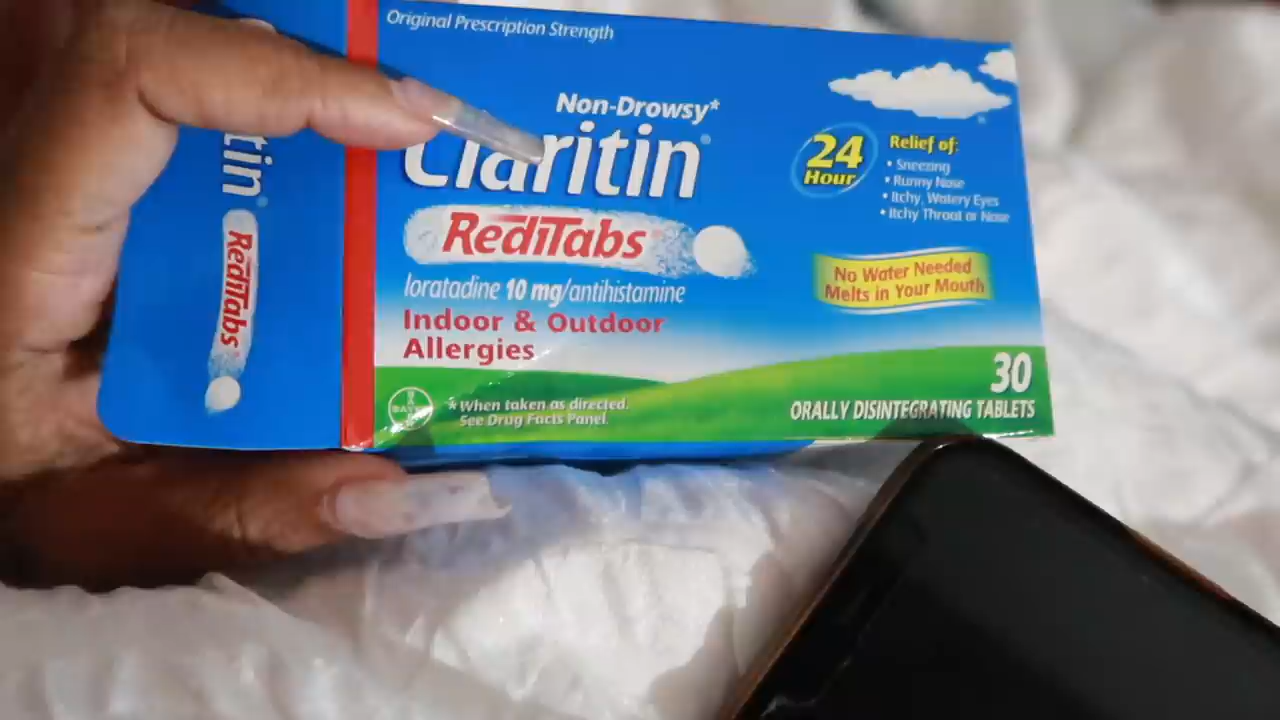 Original Prescription Strength
Non-Drowsy*
Claritin®
RediTabs
loratadine 10 mg/antihistamine
Indoor & Outdoor
Allergies
*When taken as directed.
See Drug Facts Panel.
24
Hour
Relief of:
• Sneezing
• Runny Nose
• Itchy, Watery Eyes
• Itchy Throat or Nose
No Water Needed
Melts in Your Mouth
30
ORALLY DISINTEGRATING TABLETS
BAYER
tin®
RediTabs